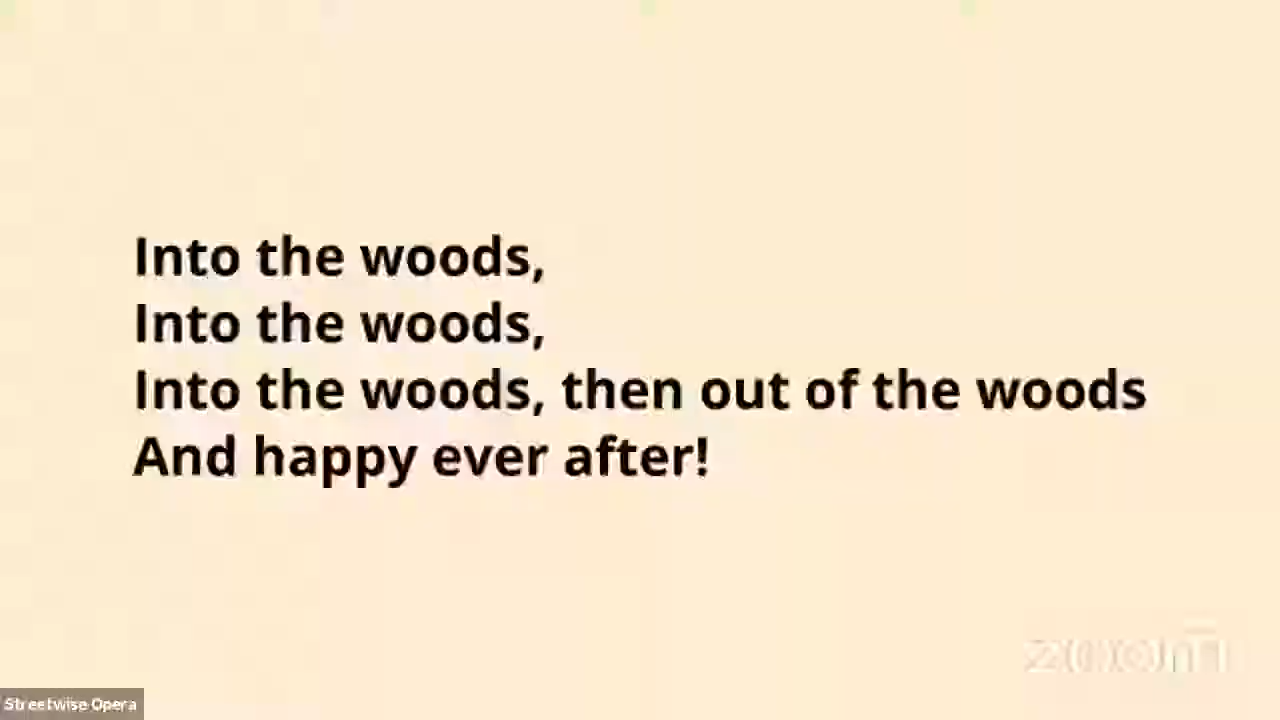 Into the woods,
Into the woods,
Into the woods, then out of the woods
And happy ever after!
zoom
Streetwise Opera